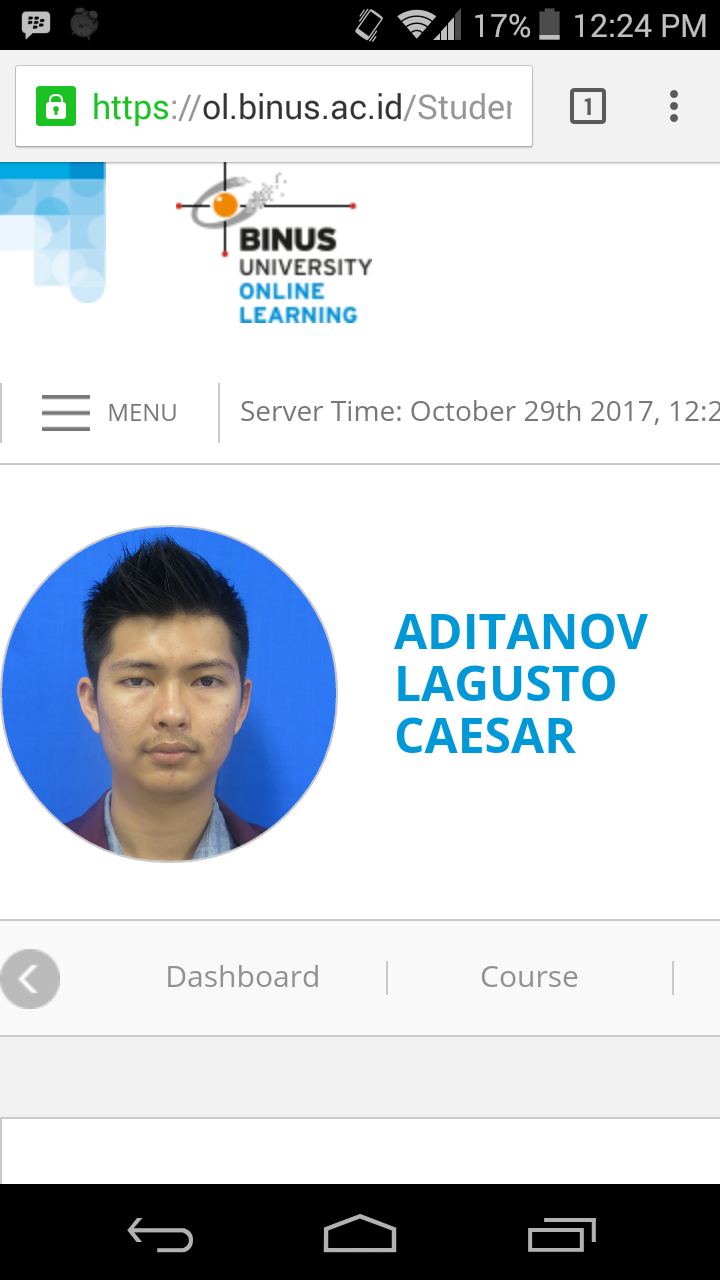 17% 12:24 PM
https://ol.binus.ac.id/Studen
1
BINUS
UNIVERSITY
ONLINE
LEARNING
MENU
Server Time: October 29th 2017, 12:2
ADITANOV
LAGUSTO
CAESAR
Dashboard
Course